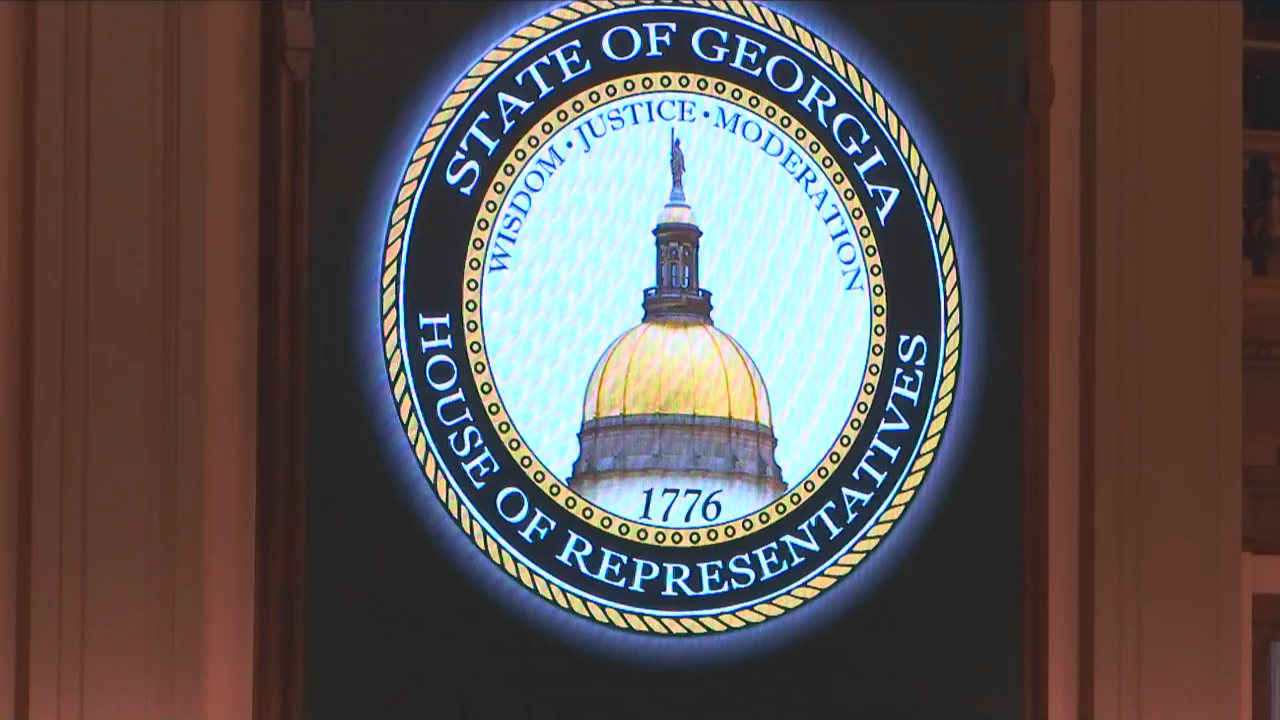 STATE OF GEORGIA
WISDOM • JUSTICE • MODERATION
1776
HOUSE OF REPRESENTATIVES